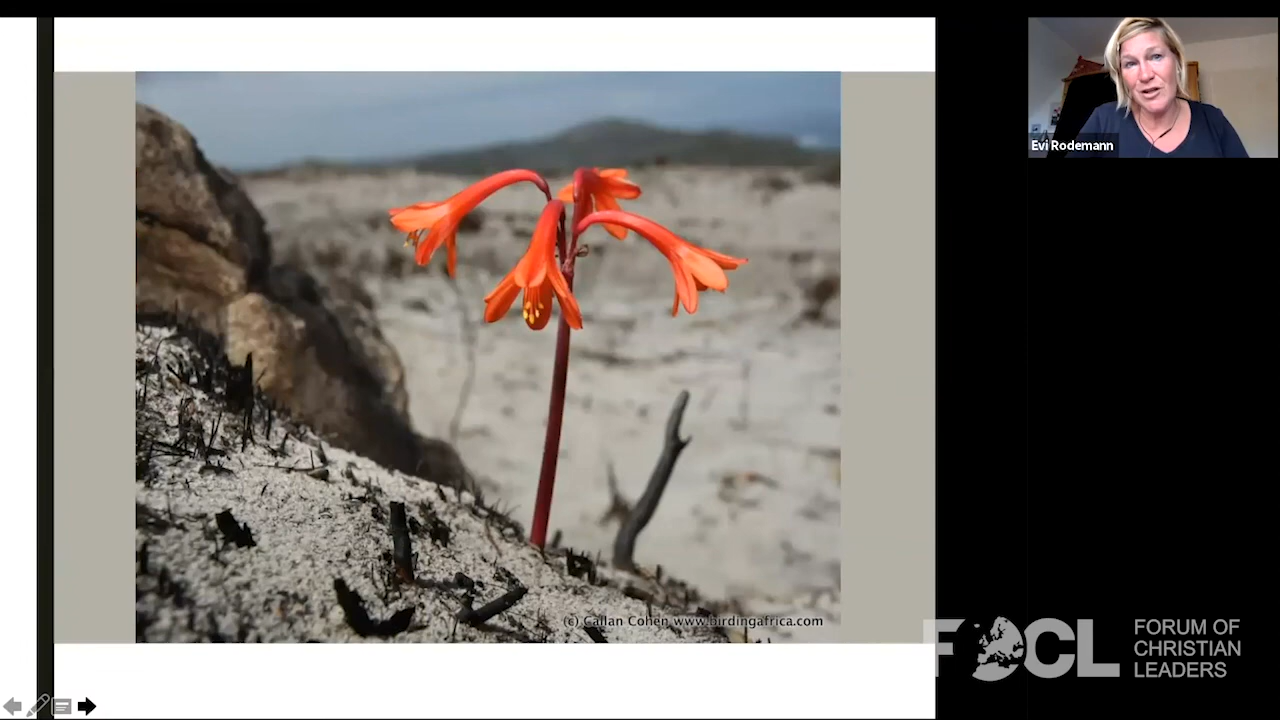 Evi Rodemann
(c) Callan Cohen www.birdingafrica.com
FOCL
FORUM OF
CHRISTIAN
LEADERS